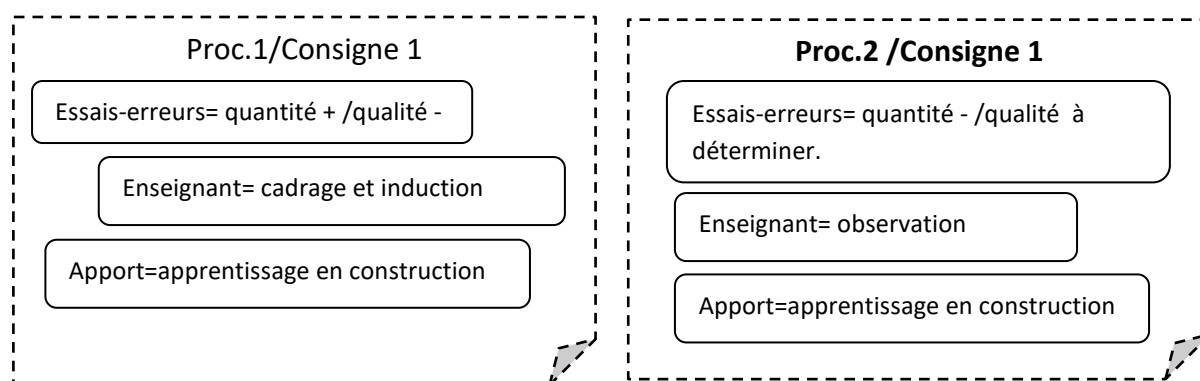 Proc.1/Consigne 1
Essais-erreurs= quantité + /qualité -
Enseignant= cadrage et induction
Apport=apprentissage en construction
Proc.2 /Consigne 1
Essais-erreurs= quantité - /qualité à
déterminer.
Enseignant= observation
Apport=apprentissage en construction